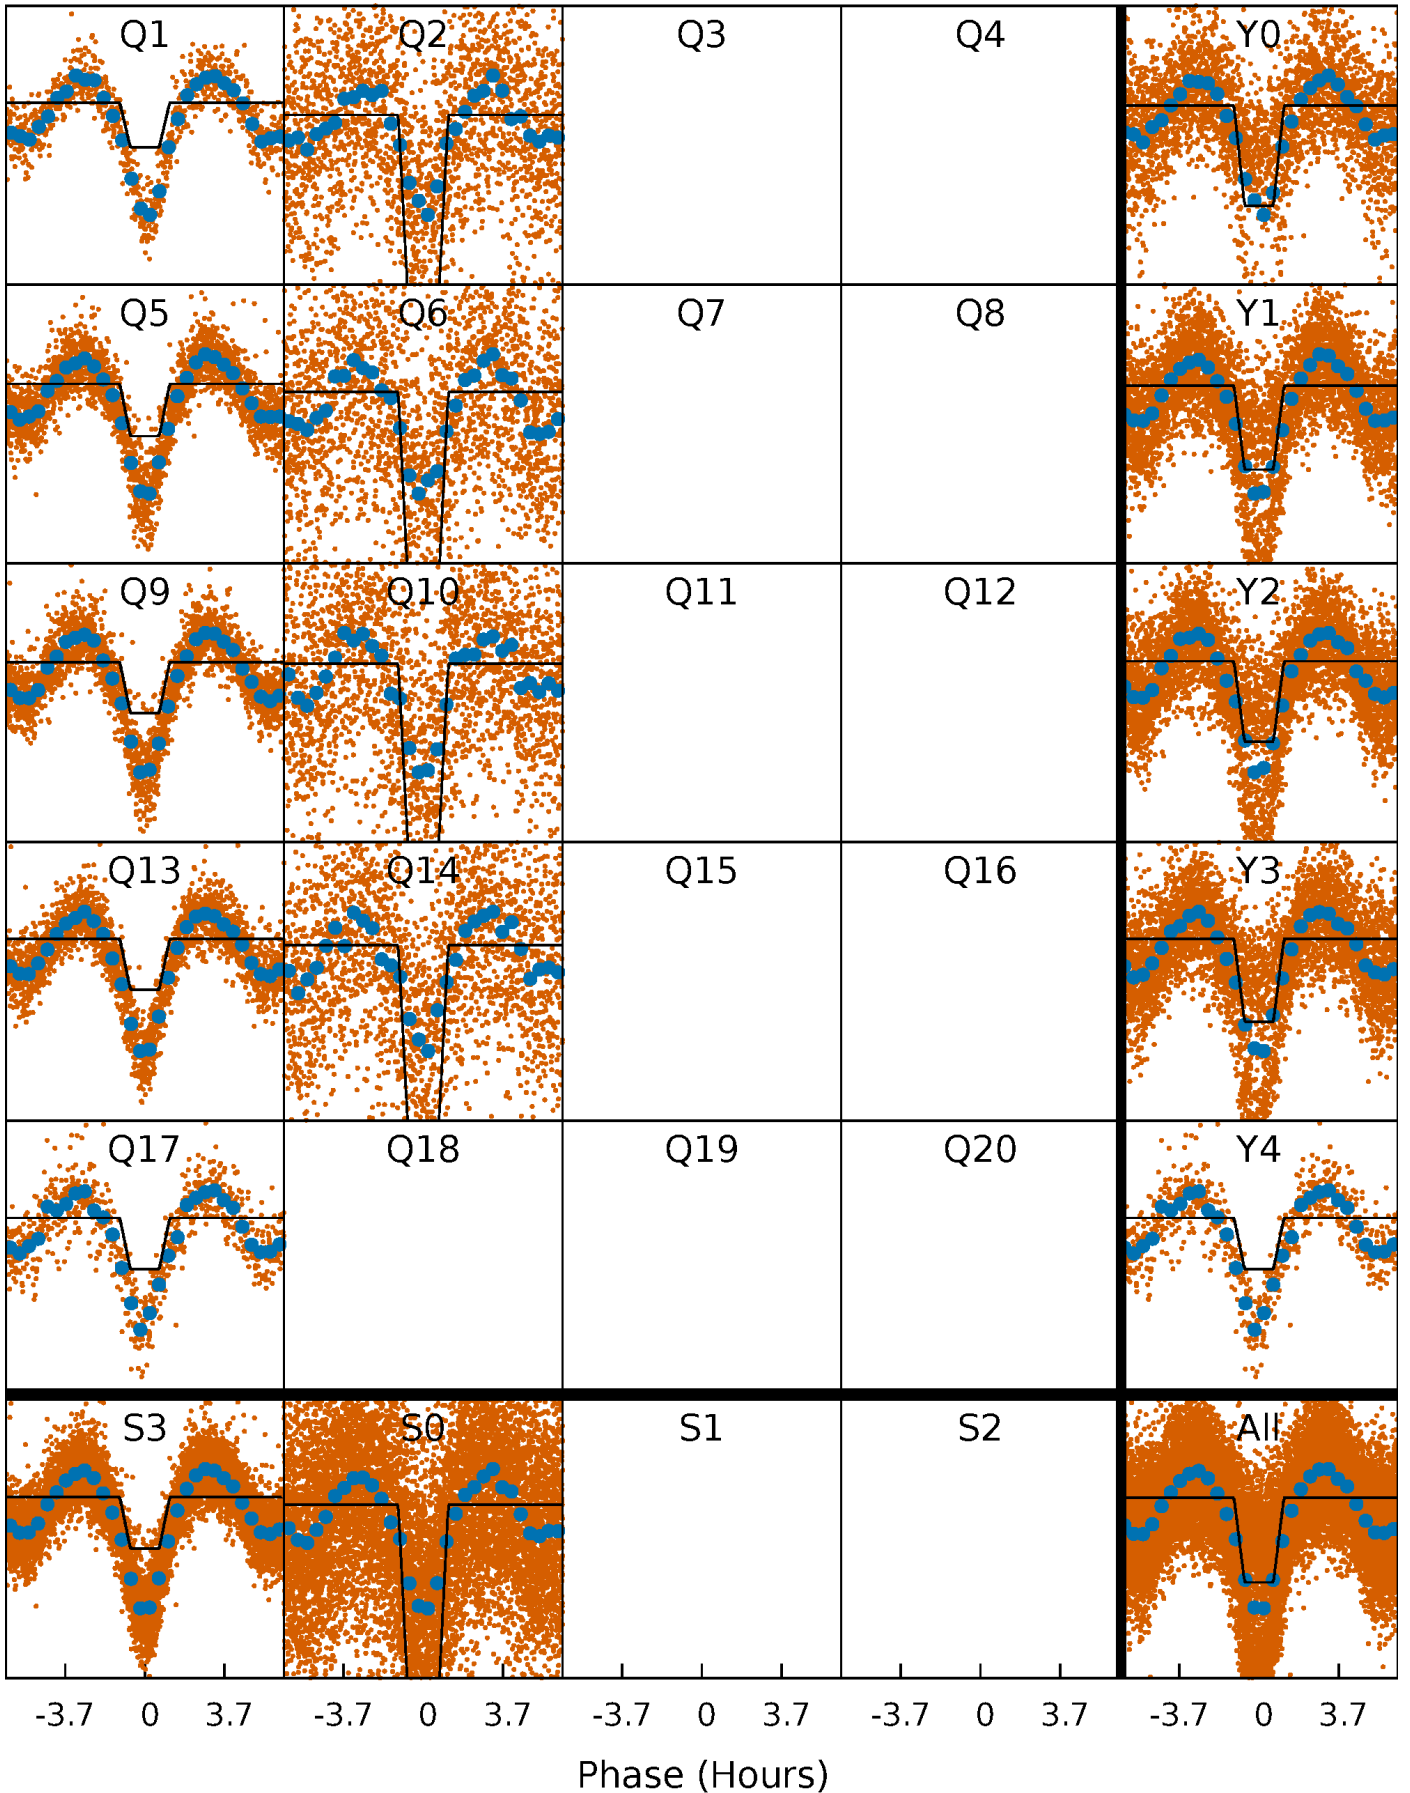 Q1 Q2 Q3 Q4 Y0
Q5 Q6 Q7 Q8 Y1
Q9 Q10 Q11 Q12 Y2
Q13 Q14 Q15 Q16 Y3
Q17 Q18 Q19 Q20 Y4
S3 S0 S1 S2 All
-3.7 0 3.7 -3.7 0 3.7 -3.7 0 3.7 -3.7 0 3.7 -3.7 0 3.7
Phase (Hours)